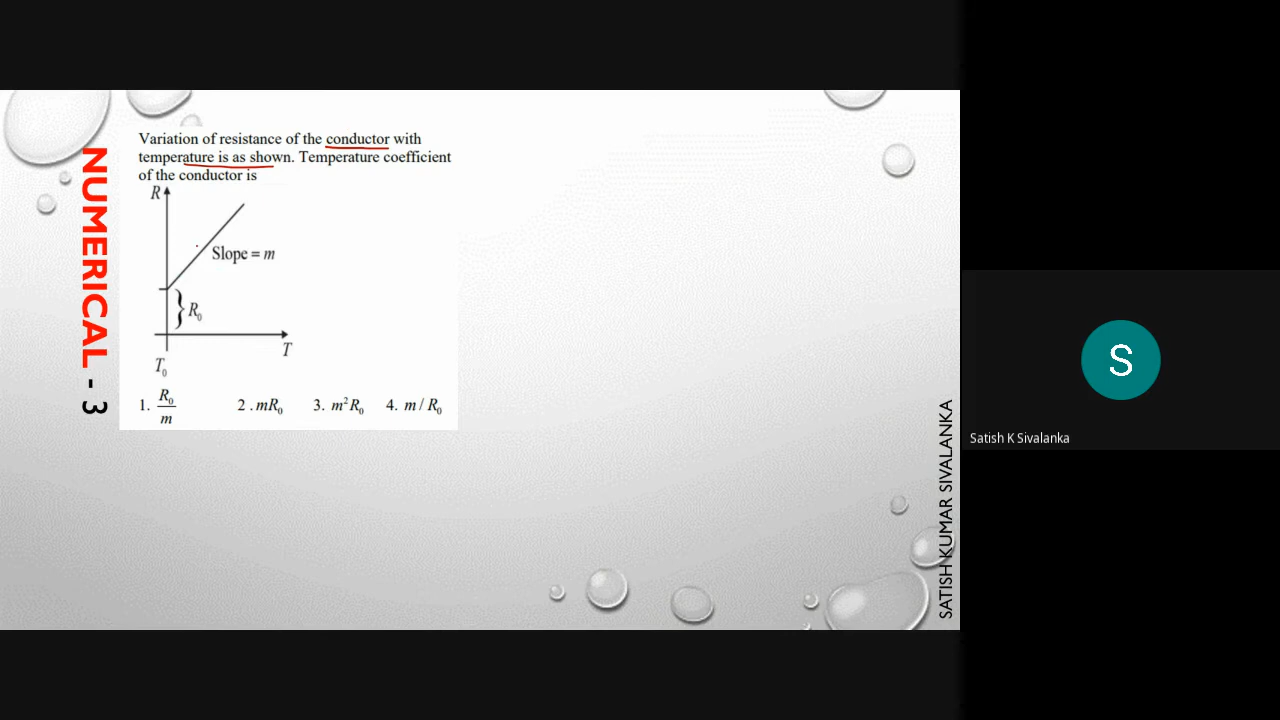 NUMERICAL - 3
Variation of resistance of the conductor with
temperature is as shown. Temperature coefficient
of the conductor is
R
Slope = m
R₀
T
T₀
1. R₀/m 2 . mR₀ 3. m²R₀ 4. m / R₀
SATISH KUMAR SIVALANKA
S
Satish K Sivalanka